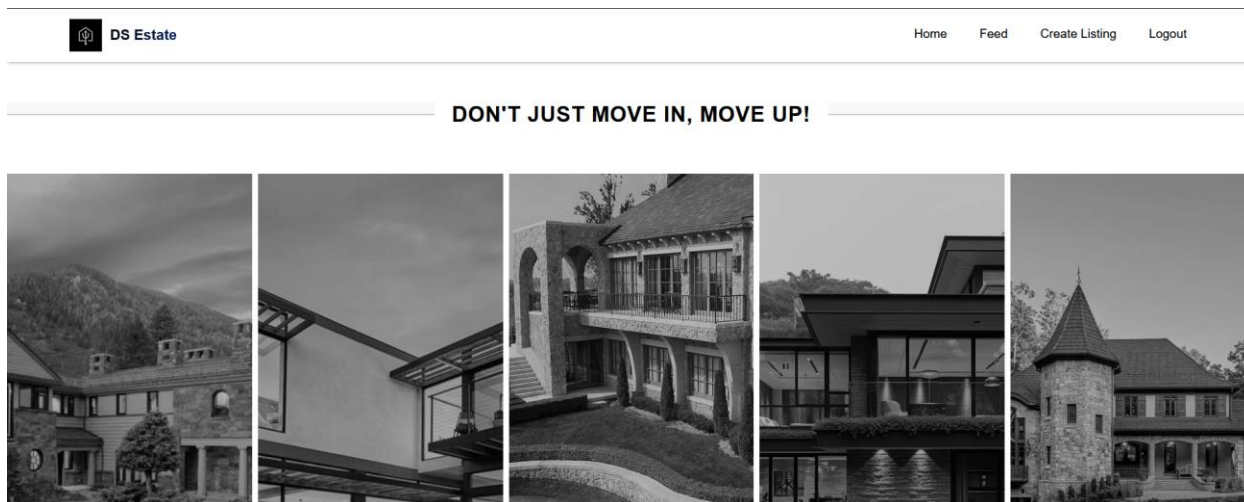 DS Estate
Home Feed Create Listing Logout
DON'T JUST MOVE IN, MOVE UP!